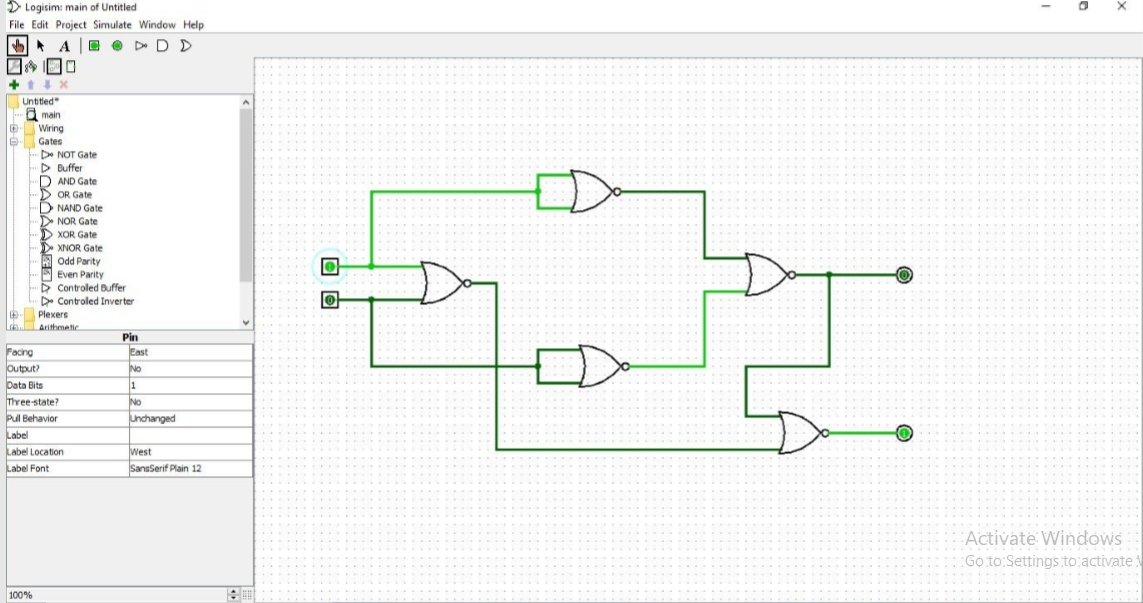 Logisim: main of Untitled
File Edit Project Simulate Window Help
A
Untitled*
main
Wiring
Gates
NOT Gate
Buffer
AND Gate
OR Gate
NAND Gate
NOR Gate
XOR Gate
XNOR Gate
Odd Parity
Even Parity
Controlled Buffer
Controlled Inverter
Plexers
Arithmetic
Pin
Facing East
Output? No
Data Bits 1
Three-state? No
Pull Behavior Unchanged
Label
Label Location West
Label Font SansSerif Plain 12
100%
1
0
0
1
Activate Windows
Go to Settings to activate